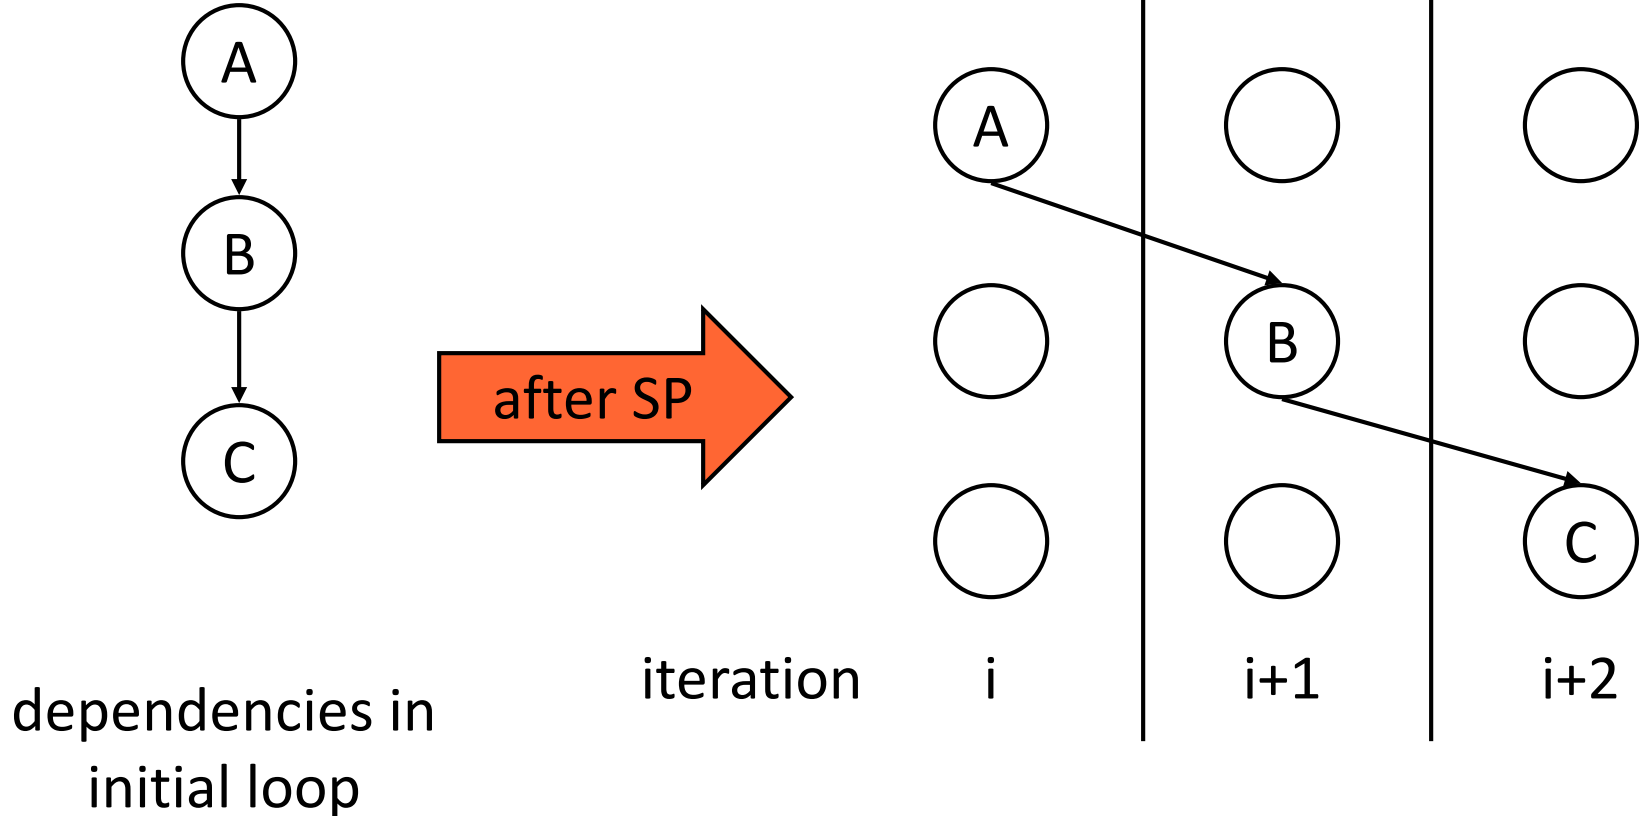 A
B
C
dependencies in
initial loop
after SP
A
B
C
iteration i i+1 i+2